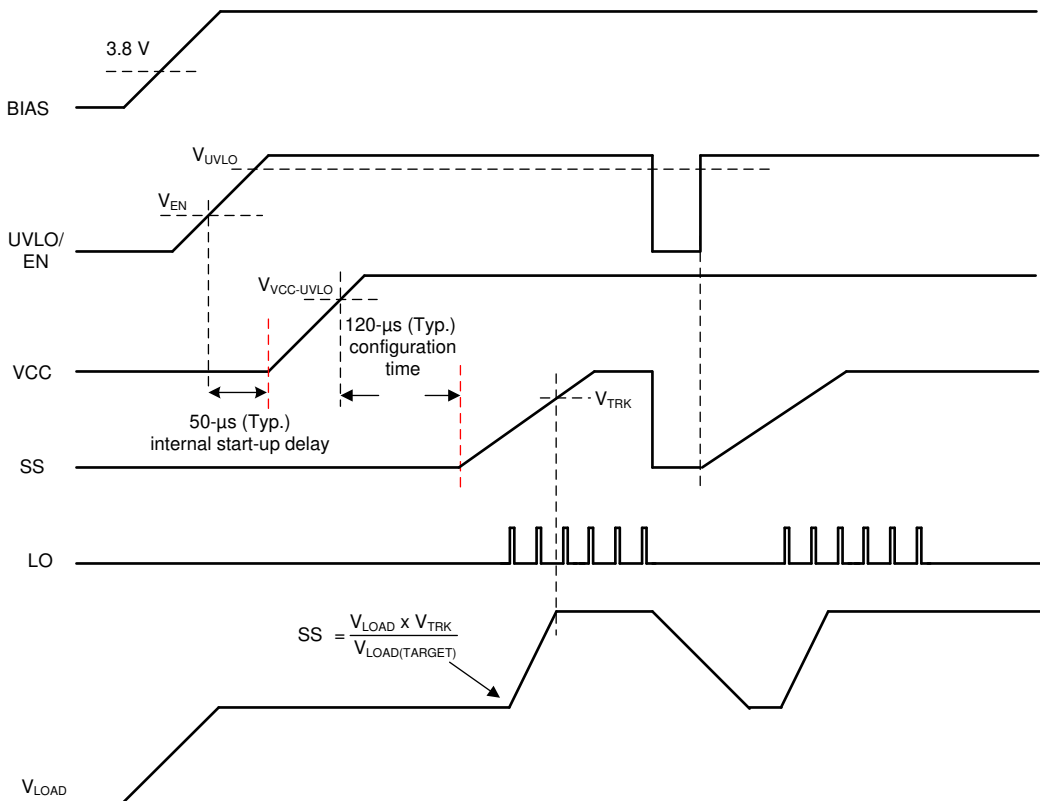 3.8 V
BIAS
VUVLO
VEN
UVLO/
EN
VVCC-UVLO
120-µs (Typ.)
configuration
time
VCC
VTRK
50-µs (Typ.)
internal start-up delay
SS
LO
SS = VLOAD x VTRK
VLOAD(TARGET)
VLOAD